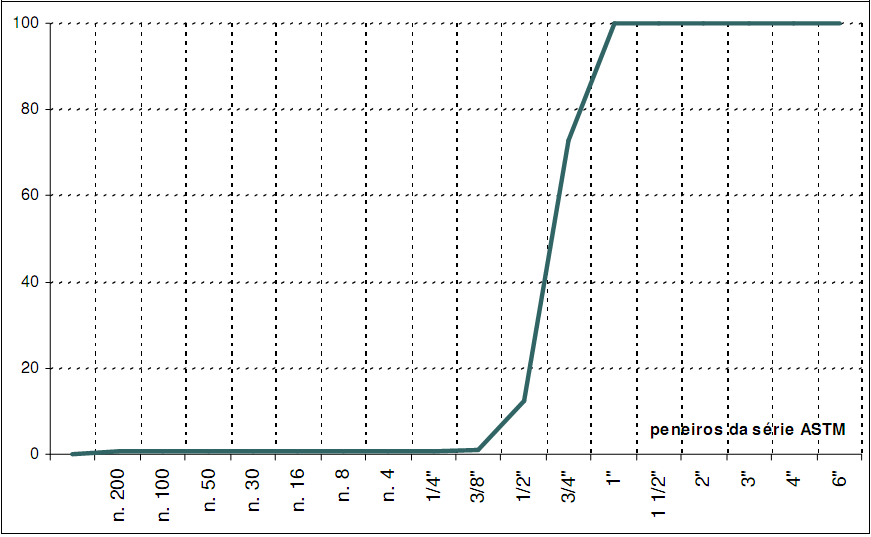 100
80
60
40
20
0
peneiros da série ASTM
n. 200
n. 100
n. 50
n. 30
n. 16
n. 8
n. 4
1/4"
3/8"
1/2"
3/4"
1"
1 1/2"
2"
3"
4"
6"